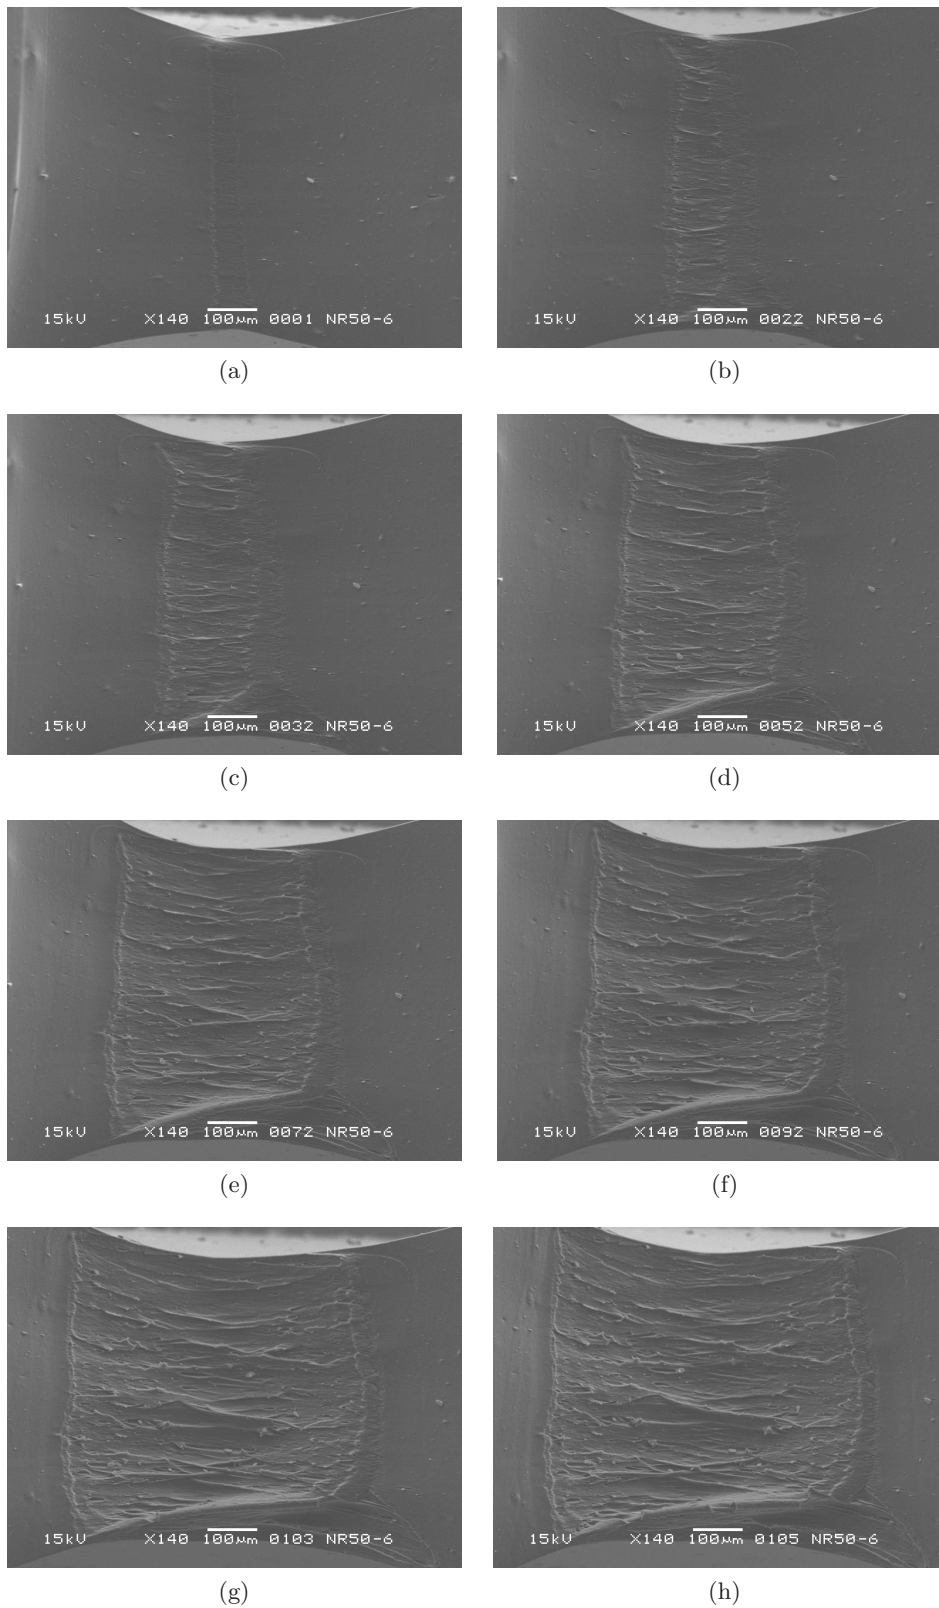 15kV X140 100µm 0001 NR50-6
15kV X140 100µm 0022 NR50-6
(a)
(b)
15kV X140 100µm 0032 NR50-6
15kV X140 100µm 0052 NR50-6
(c)
(d)
15kV X140 100µm 0072 NR50-6
15kV X140 100µm 0092 NR50-6
(e)
(f)
15kV X140 100µm 0103 NR50-6
15kV X140 100µm 0105 NR50-6
(g)
(h)